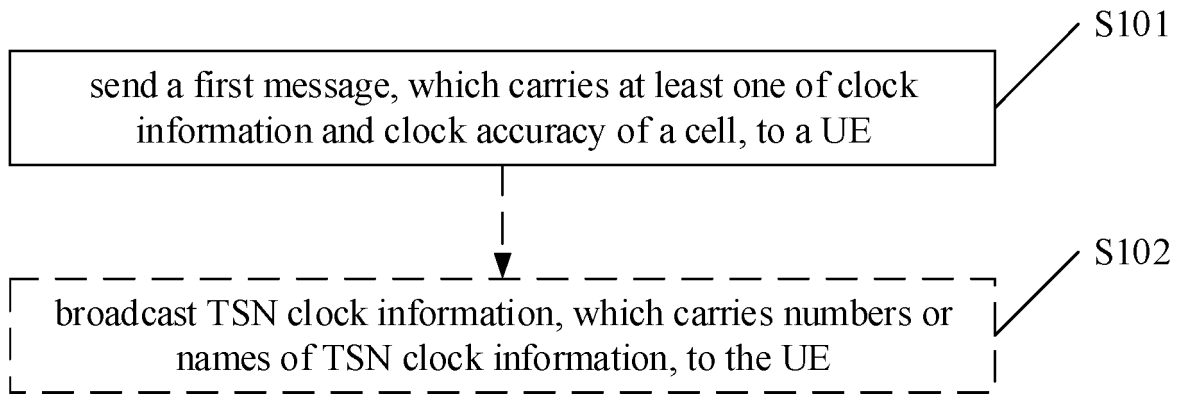 S101
send a first message, which carries at least one of clock
information and clock accuracy of a cell, to a UE
S102
broadcast TSN clock information, which carries numbers or
names of TSN clock information, to the UE